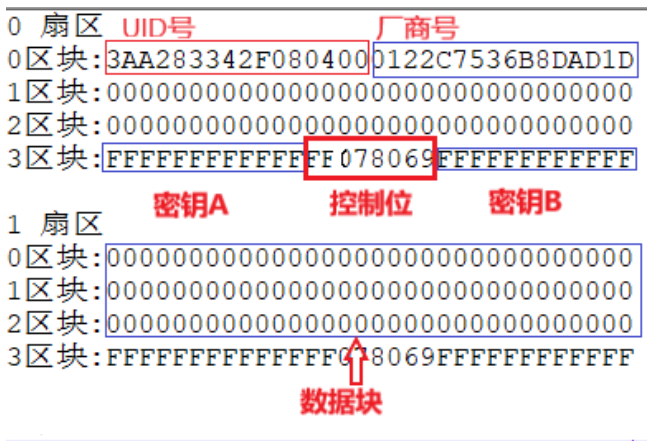 0 扇区 UID号 厂商号
0区块:3AA283342F0804000122C7536B8DAD1D
1区块:00000000000000000000000000000000
2区块:00000000000000000000000000000000
3区块:FFFFFFFFFFFFFF078069FFFFFFFFFFFF
密钥A 控制位 密钥B
1 扇区
0区块:00000000000000000000000000000000
1区块:00000000000000000000000000000000
2区块:00000000000000000000000000000000
3区块:FFFFFFFFFFFFFF078069FFFFFFFFFFFF
数据块